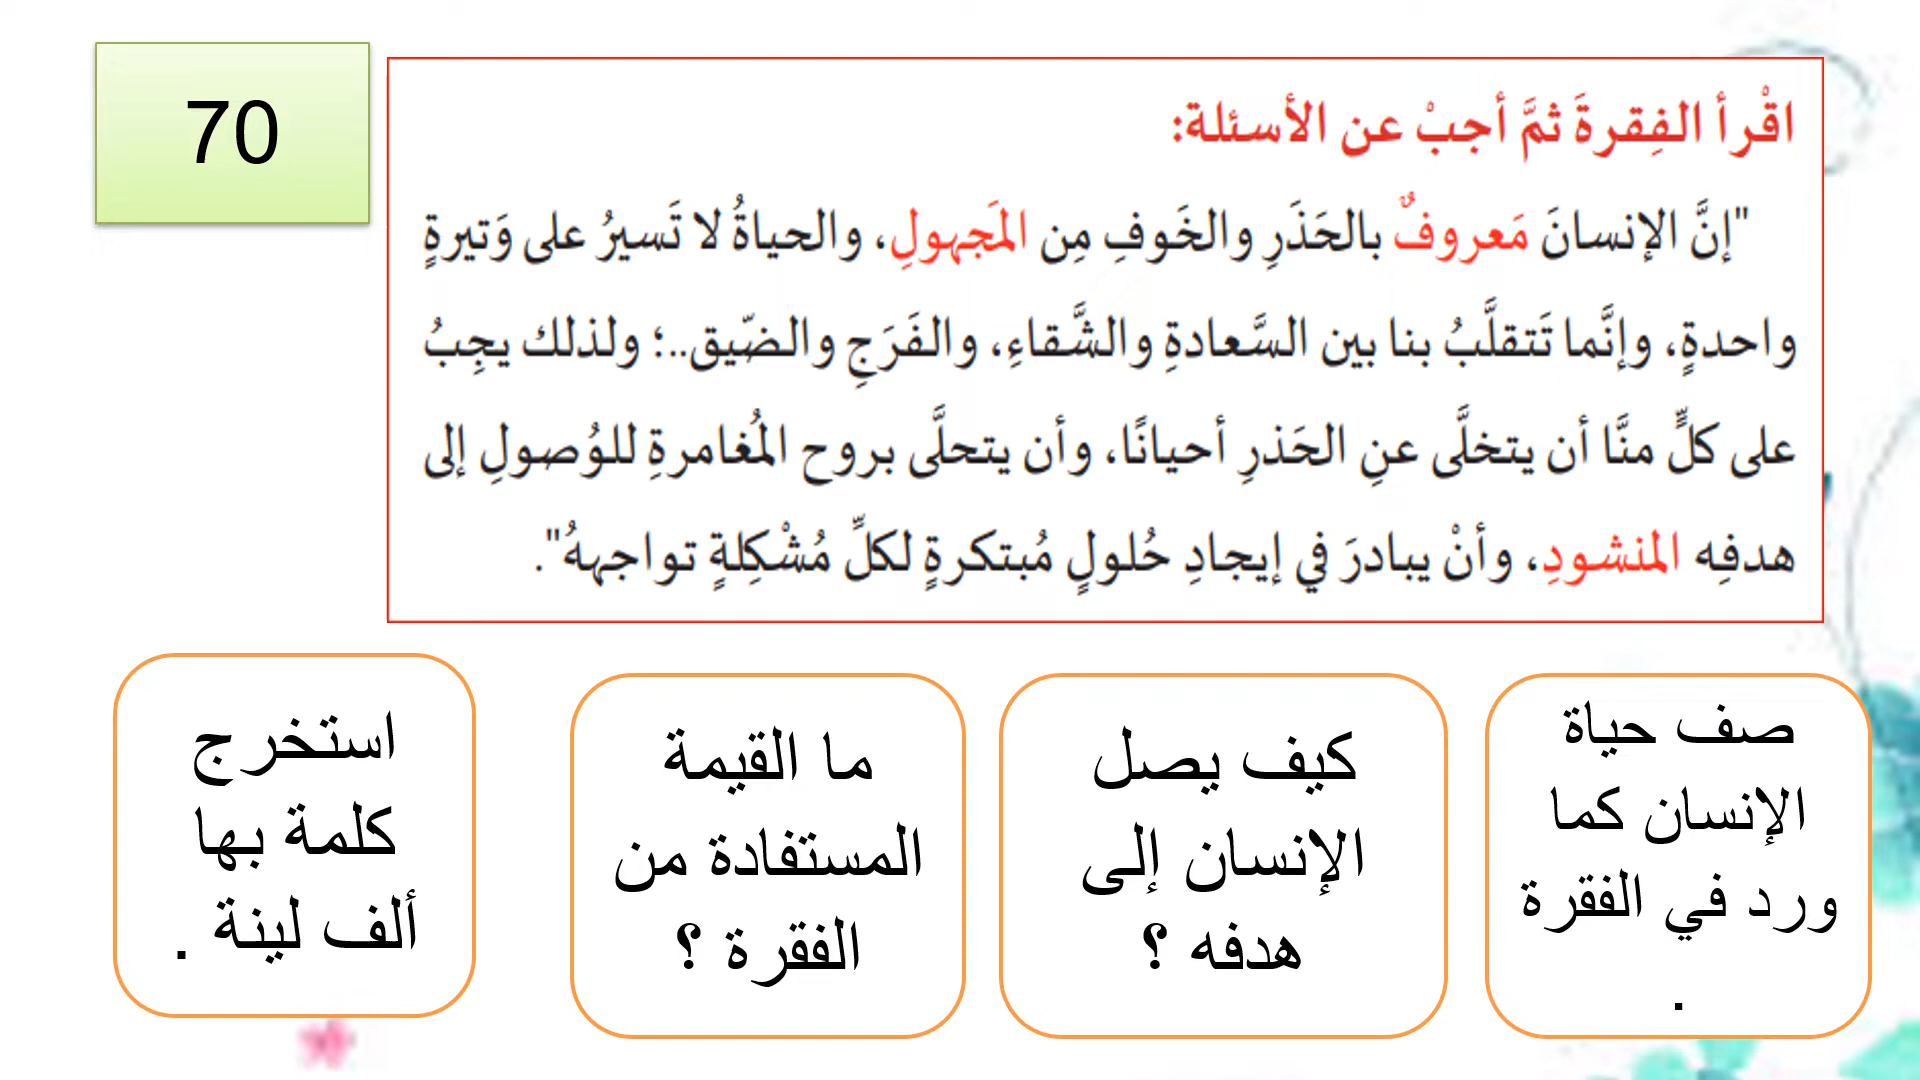 70
اقْرأ الفِقرةَ ثمَّ أجبْ عن الأسئلة:
"إنَّ الإنسانَ مَعروفٌ بالحَذَرِ والخَوفِ مِن المَجهولِ، والحياةُ لا تَسيرُ على وَتيرةٍ
واحدةٍ، وإنَّما تَتقلَّبُ بنا بين السَّعادةِ والشَّقاءِ، والفَرَجِ والضّيق..؛ ولذلك يجِبُ
على كلٍّ منَّا أن يتخلَّى عنِ الحَذرِ أحيانًا، وأن يتحلَّى بروح المُغامرةِ للوُصولِ إلى
هدفِه المنشودِ، وأنْ يبادرَ في إيجادِ حُلولٍ مُبتكرةٍ لكلِّ مُشْكِلةٍ تواجههُ".
صف حياة
الإنسان كما
ورد في الفقرة
.
كيف يصل
الإنسان إلى
هدفه ؟
ما القيمة
المستفادة من
الفقرة ؟
استخرج
كلمة بها
ألف لينة .